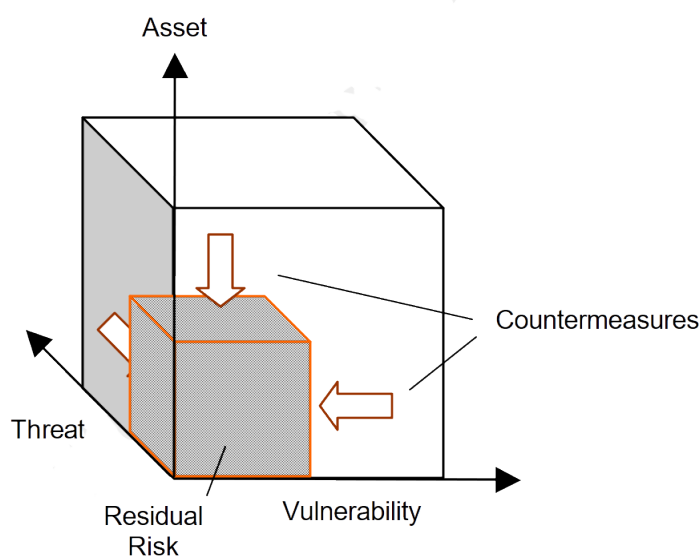 Asset
Countermeasures
Threat
Vulnerability
Residual
Risk